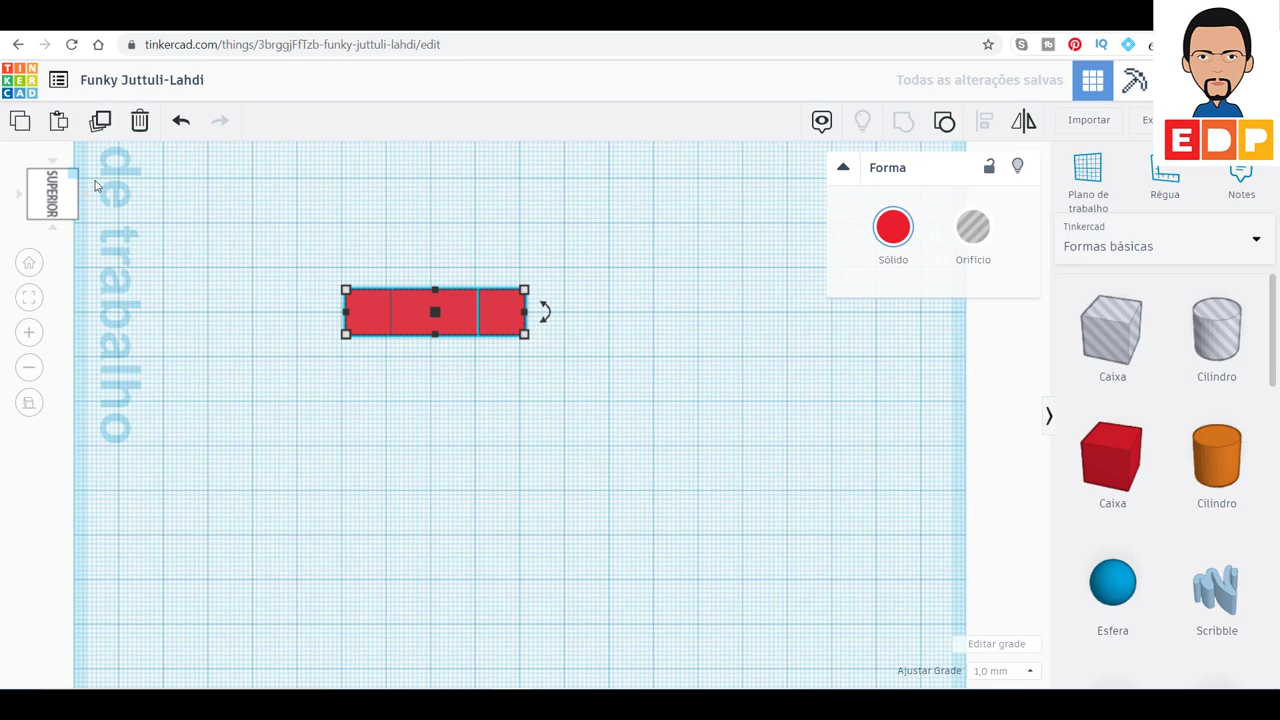 tinkercad.com/things/3brggjFfTzb-funky-juttuli-lahdi/edit
IQ
TIN
KER
CAD
Funky Juttuli-Lahdi
Todas as alterações salvas
EDP
Importar
Ex
SUPERIOR
de trabalho
Forma
Sólido
Orifício
Plano de
trabalho
Régua
Notes
Tinkercad
Formas básicas
Caixa
Cilindro
Caixa
Cilindro
Esfera
Scribble
Editar grade
Ajustar Grade
1,0 mm